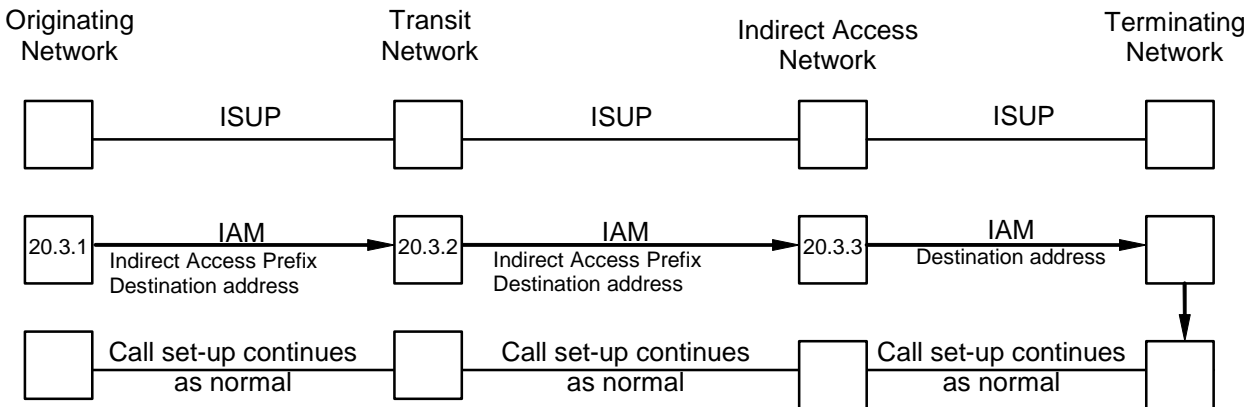 Originating
Network
Transit
Network
Indirect Access
Network
Terminating
Network
ISUP
ISUP
ISUP
20.3.1
IAM
Indirect Access Prefix
Destination address
20.3.2
IAM
Indirect Access Prefix
Destination address
20.3.3
IAM
Destination address
Call set-up continues
as normal
Call set-up continues
as normal
Call set-up continues
as normal